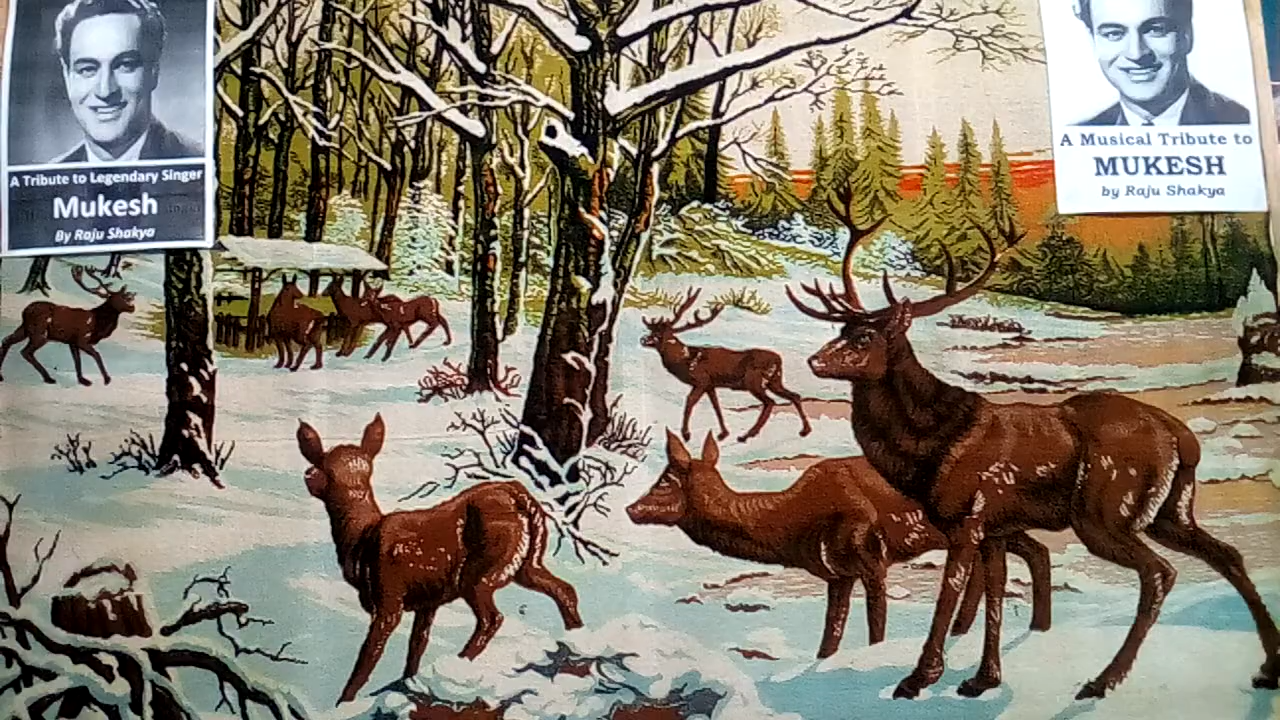 A Tribute to Legendary Singer
Mukesh
By Raju Shakya
A Musical Tribute to
MUKESH
by Raju Shakya